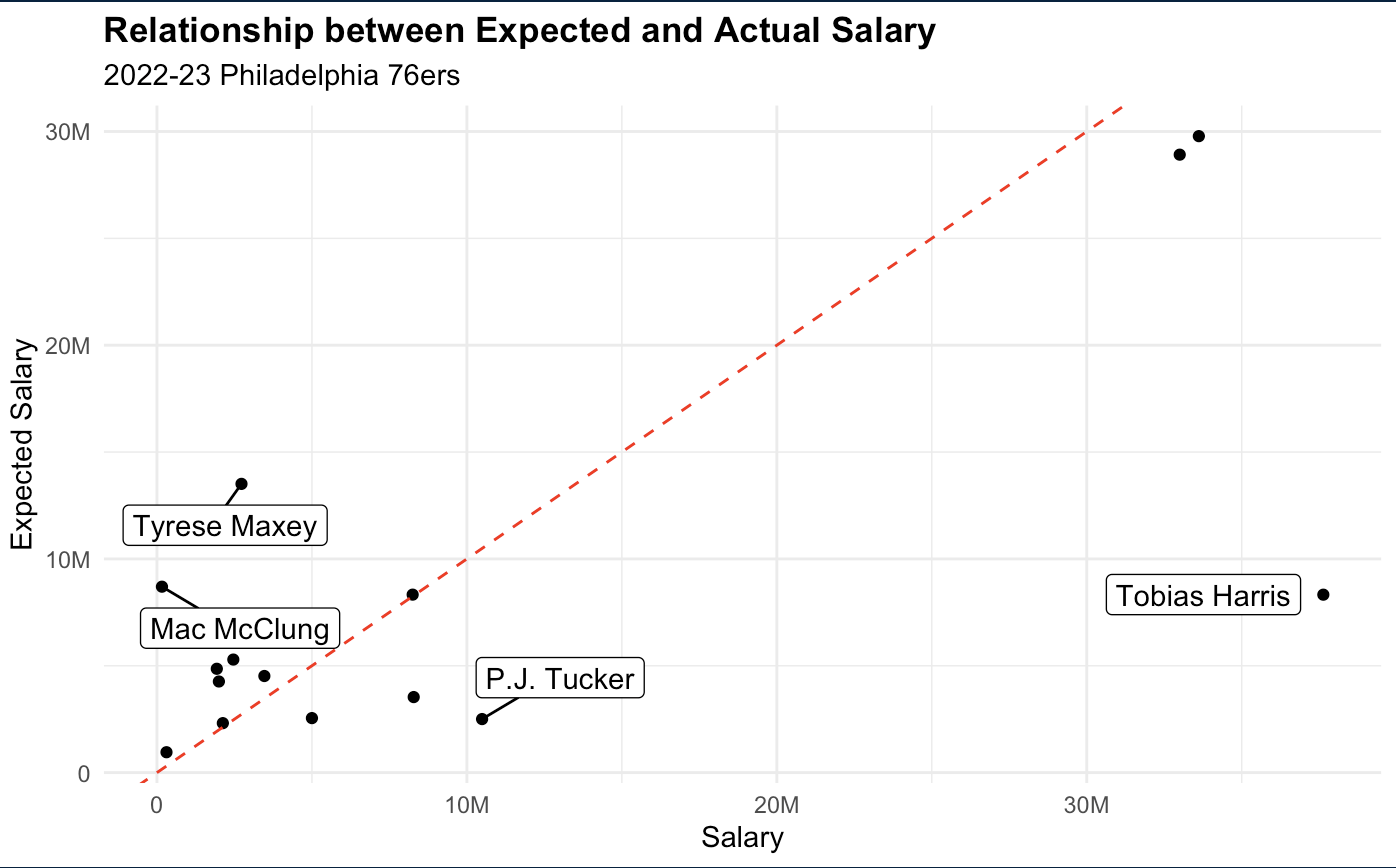 Relationship between Expected and Actual Salary
2022-23 Philadelphia 76ers
30M
20M
10M
0
Expected Salary
Tyrese Maxey
Mac McClung
P.J. Tucker
Tobias Harris
0 10M 20M 30M
Salary